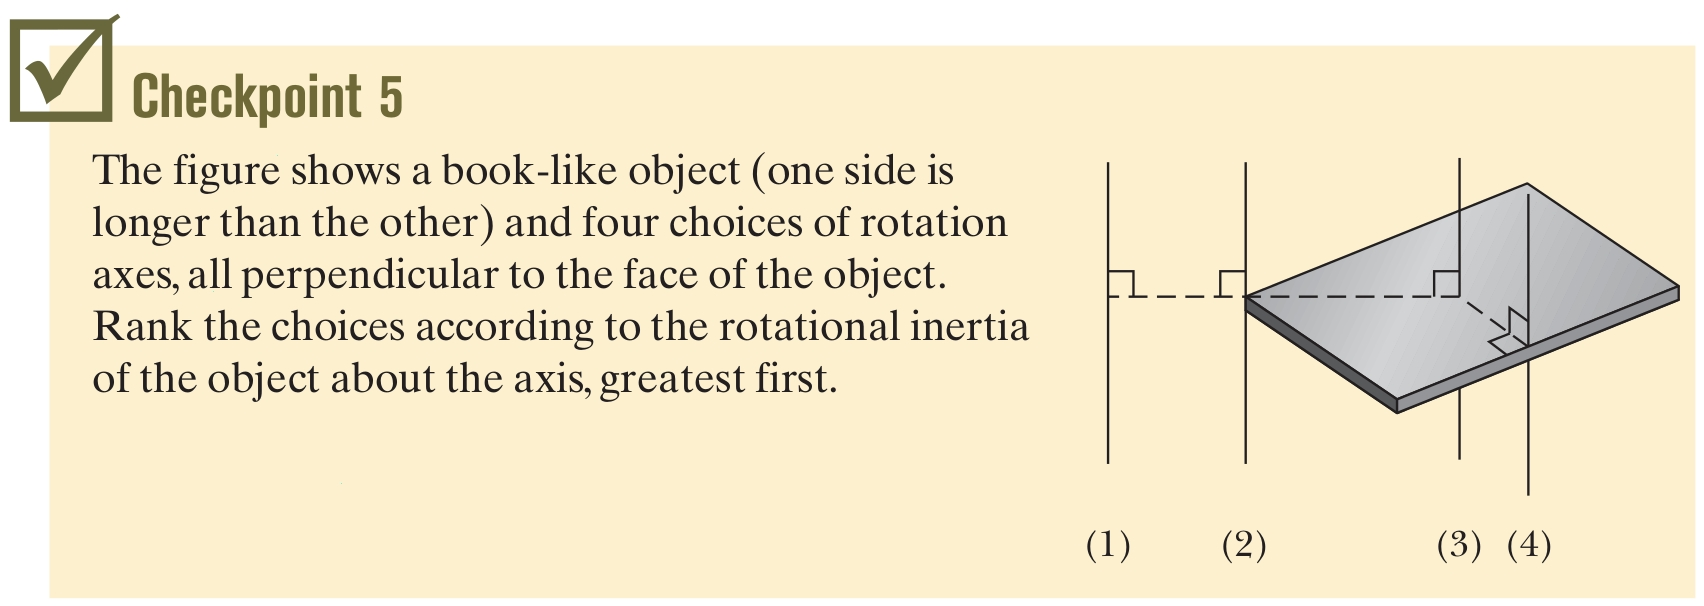 Checkpoint 5
The figure shows a book-like object (one side is
longer than the other) and four choices of rotation
axes, all perpendicular to the face of the object.
Rank the choices according to the rotational inertia
of the object about the axis, greatest first.
(1) (2) (3) (4)